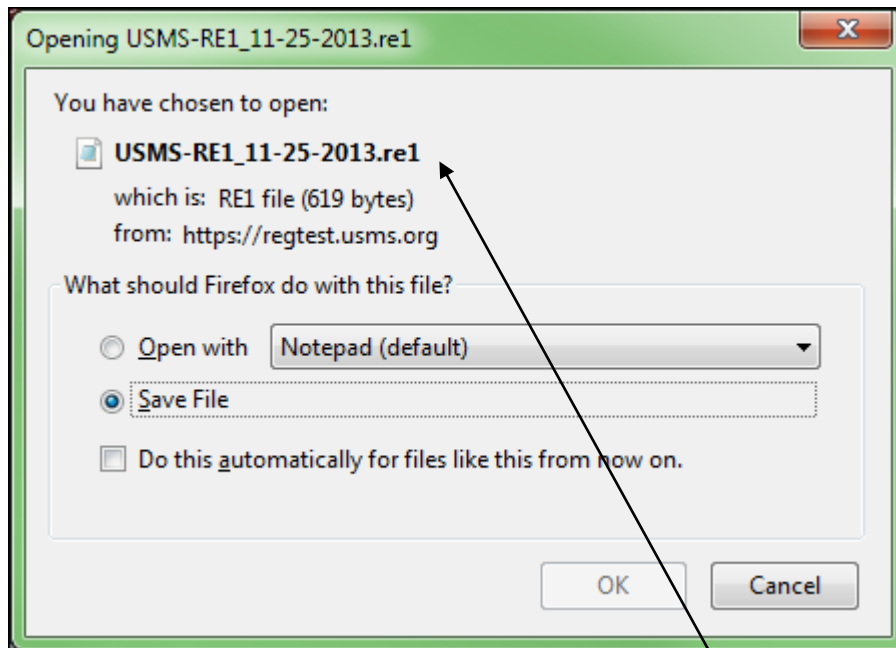 Opening USMS-RE1_11-25-2013.re1
You have chosen to open:
USMS-RE1_11-25-2013.re1
which is: RE1 file (619 bytes)
from: https://regtest.usms.org
What should Firefox do with this file?
Open with Notepad (default)
Save File
Do this automatically for files like this from now on.
OK Cancel